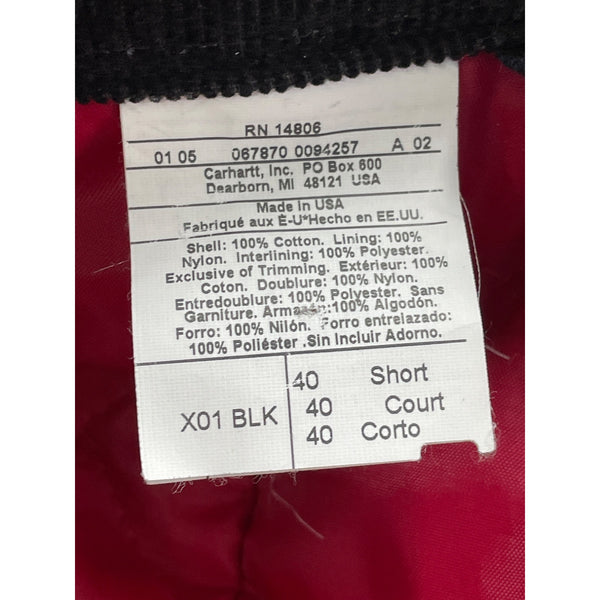 RN 14806
01 05 067870 0094257 A 02
Carhartt, Inc. PO Box 600
Dearborn, MI 48121 USA
Made in USA
Fabriqué aux É-U*Hecho en EE.UU.
Shell: 100% Cotton. Lining: 100%
Nylon. Interlining: 100% Polyester.
Exclusive of Trimming. Extérieur: 100%
Coton. Doublure: 100% Nylon.
Entredoublure: 100% Polyester. Sans
Garniture. :100% Algodón.
Forro: 100% Nilón. Forro entrelazado:
100% Poliéster .Sin Incluir Adorno.
X01 BLK
40 Short
40 Court
40 Corto